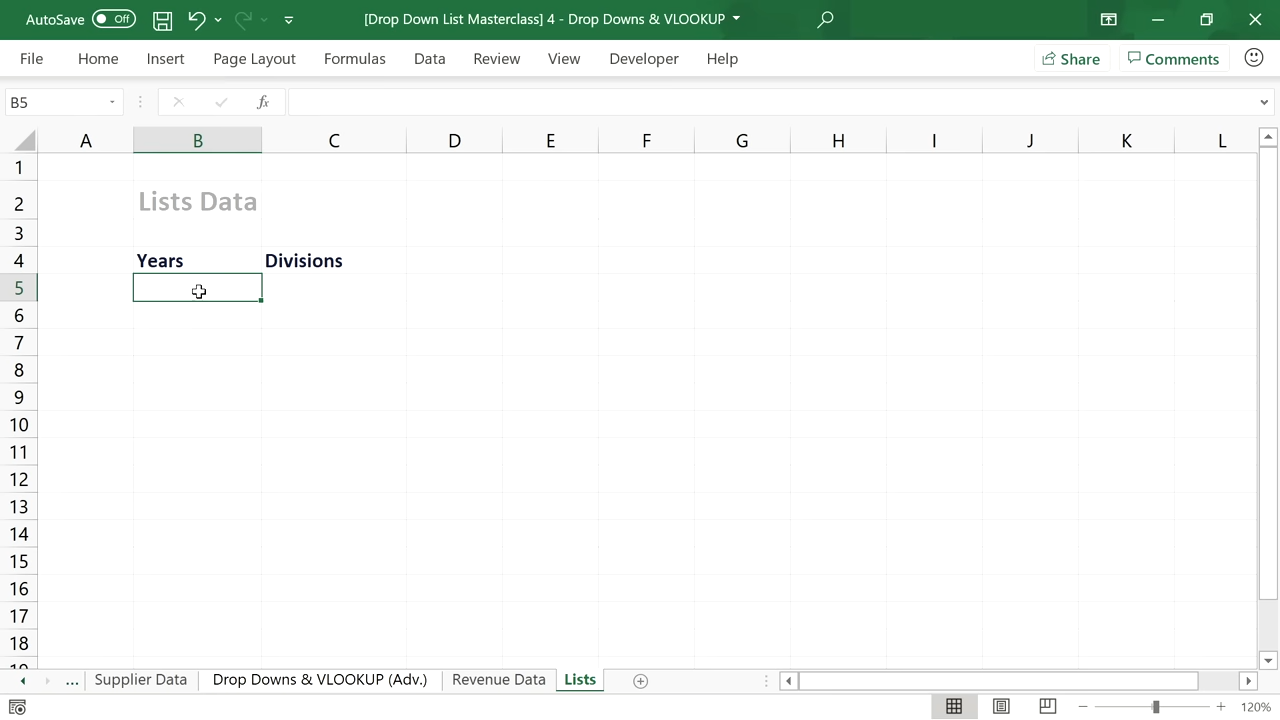 AutoSave Off [Drop Down List Masterclass] 4 - Drop Downs & VLOOKUP
File Home Insert Page Layout Formulas Data Review View Developer Help Share Comments
B5 fx
A B C D E F G H I J K L
1
2 Lists Data
3
4 Years Divisions
5
6
7
8
9
10
11
12
13
14
15
16
17
18
19
... Supplier Data Drop Downs & VLOOKUP (Adv.) Revenue Data Lists
120%